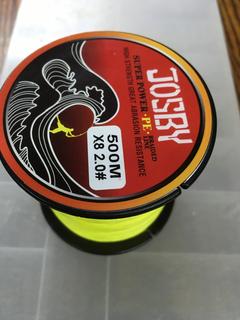 JOSBY
SUPER POWER · PE · BRAIDED LINE
HIGH STRENGTH GREAT ABRASION RESISTANCE
500M
X8 2.0#